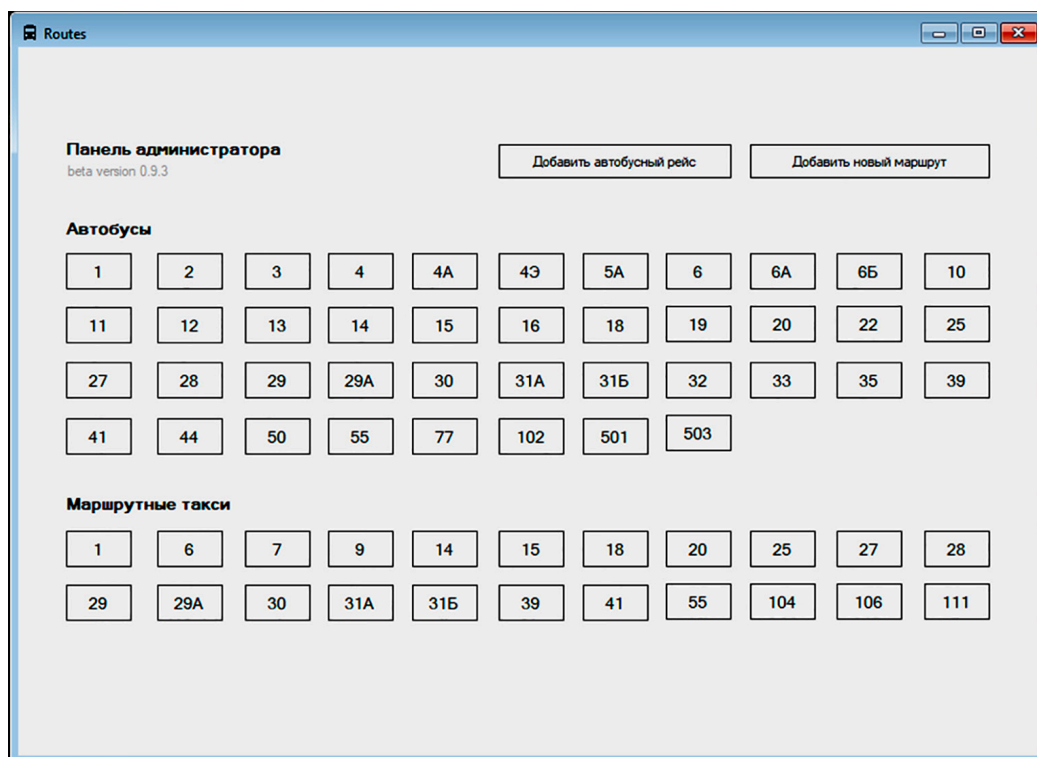 Routes
Панель администратора
beta version 0.9.3
Добавить автобусный рейс Добавить новый маршрут
Автобусы
1 2 3 4 4А 4Э 5А 6 6А 6Б 10
11 12 13 14 15 16 18 19 20 22 25
27 28 29 29А 30 31А 31Б 32 33 35 39
41 44 50 55 77 102 501 503
Маршрутные такси
1 6 7 9 14 15 18 20 25 27 28
29 29А 30 31А 31Б 39 41 55 104 106 111